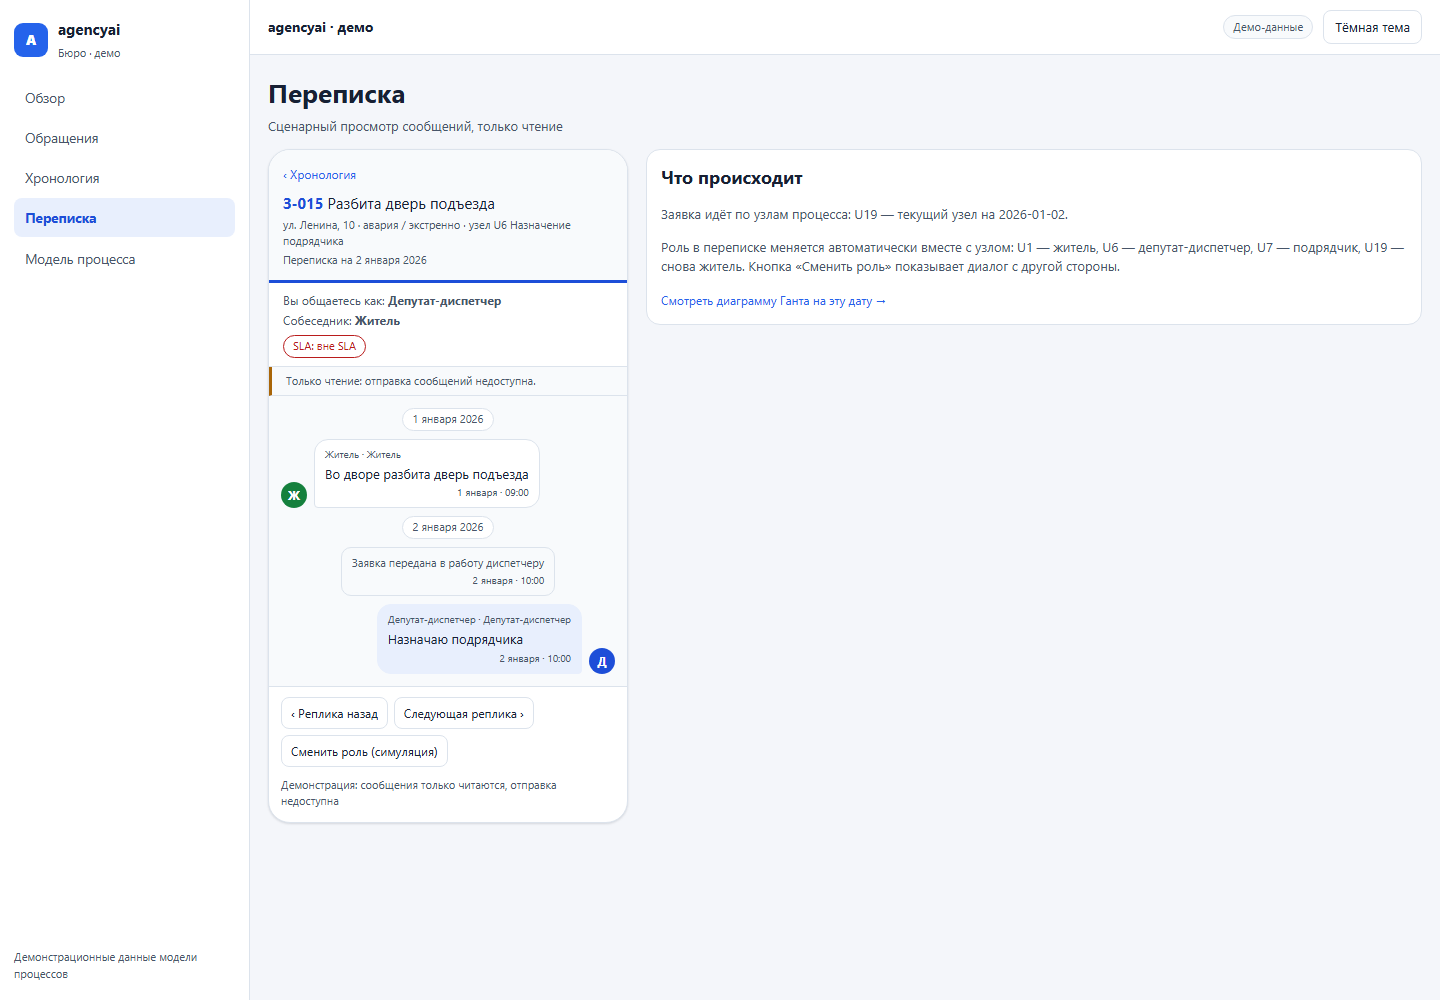 A
agencyai
Бюро · демо
Обзор
Обращения
Хронология
Переписка
Модель процесса
Демонстрационные данные модели
процессов
agencyai · демо
Демо-данные
Тёмная тема
Переписка
Сценарный просмотр сообщений, только чтение
‹ Хронология
З-015 Разбита дверь подъезда
ул. Ленина, 10 · авария / экстренно · узел U6 Назначение
подрядчика
Переписка на 2 января 2026
Вы общаетесь как: Депутат-диспетчер
Собеседник: Житель
SLA: вне SLA
Только чтение: отправка сообщений недоступна.
1 января 2026
Житель · Житель
Во дворе разбита дверь подъезда
1 января · 09:00
Ж
2 января 2026
Заявка передана в работу диспетчеру
2 января · 10:00
Депутат-диспетчер · Депутат-диспетчер
Назначаю подрядчика
2 января · 10:00
Д
‹ Реплика назад
Следующая реплика ›
Сменить роль (симуляция)
Демонстрация: сообщения только читаются, отправка
недоступна
Что происходит
Заявка идёт по узлам процесса: U19 — текущий узел на 2026-01-02.
Роль в переписке меняется автоматически вместе с узлом: U1 — житель, U6 — депутат-диспетчер, U7 — подрядчик, U19 —
снова житель. Кнопка «Сменить роль» показывает диалог с другой стороны.
Смотреть диаграмму Ганта на эту дату →